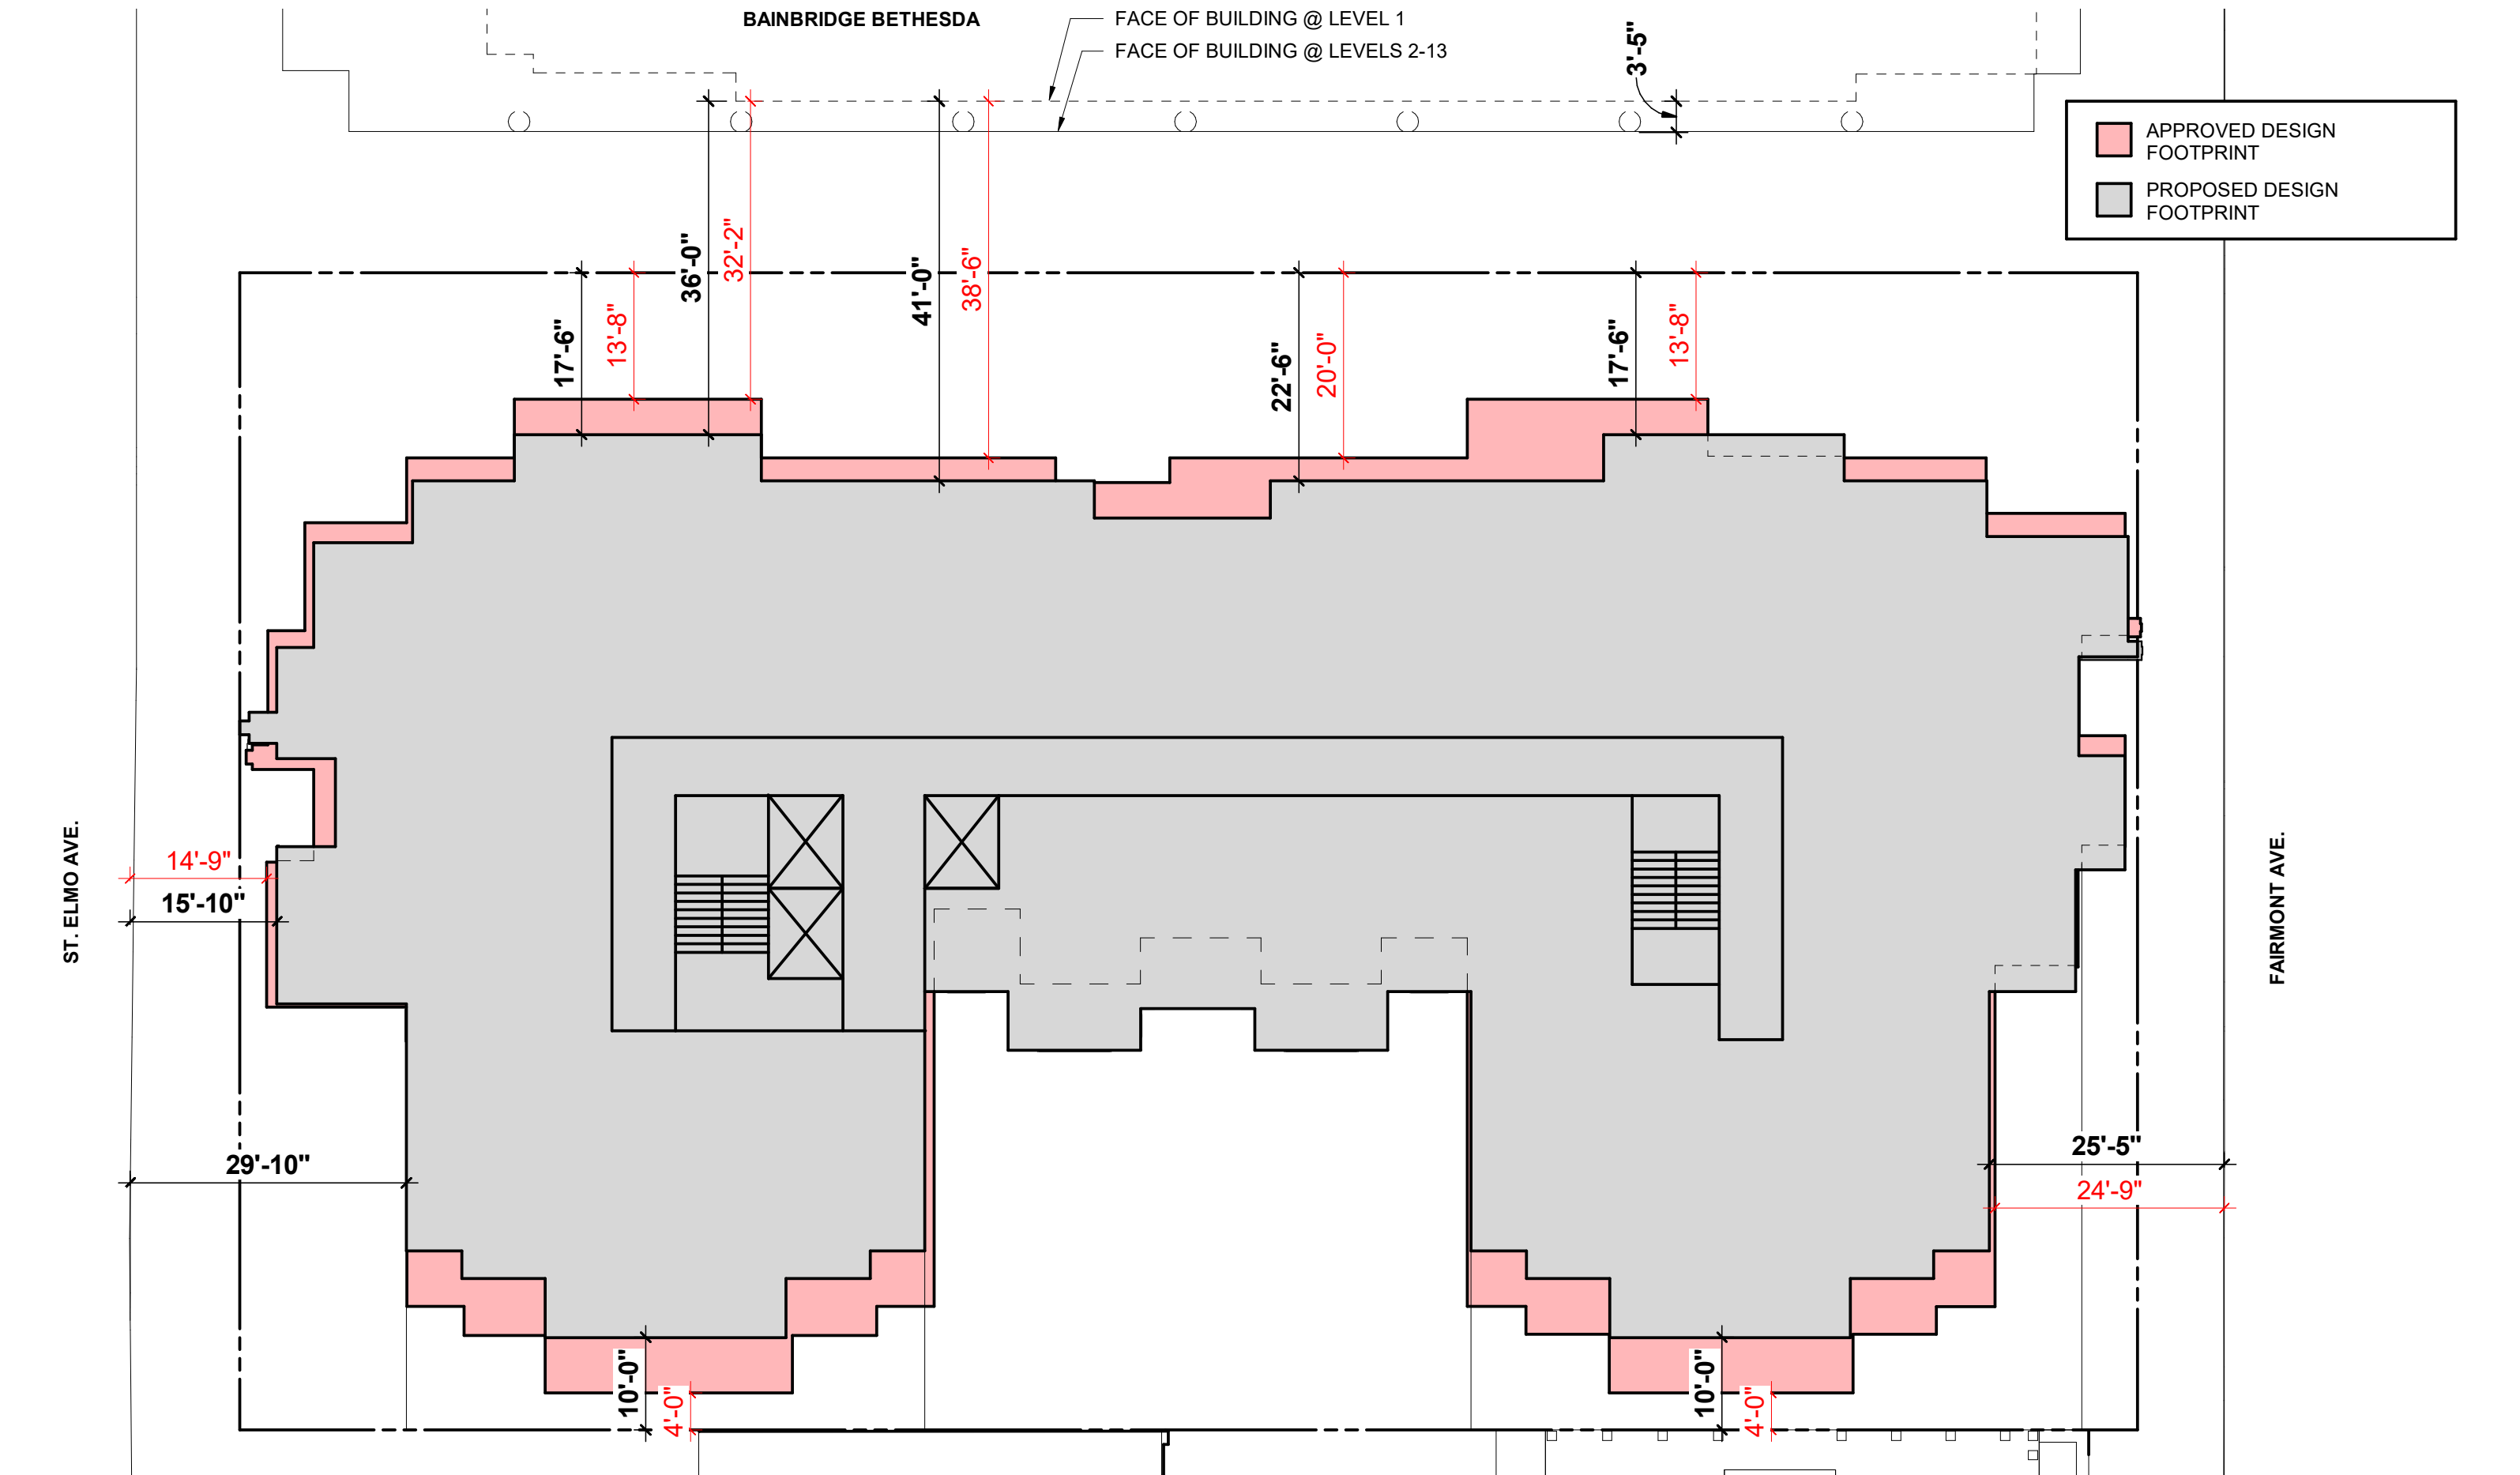 BAINBRIDGE BETHESDA
FACE OF BUILDING @ LEVEL 1
FACE OF BUILDING @ LEVELS 2-13
3'-5"
APPROVED DESIGN
FOOTPRINT
PROPOSED DESIGN
FOOTPRINT
17'-6"
13'-8"
36'-0"
32'-2"
41'-0"
38'-6"
22'-6"
20'-0"
17'-6"
13'-8"
ST. ELMO AVE.
14'-9"
15'-10"
29'-10"
FAIRMONT AVE.
25'-5"
24'-9"
10'-0"
4'-0"
10'-0"
4'-0"